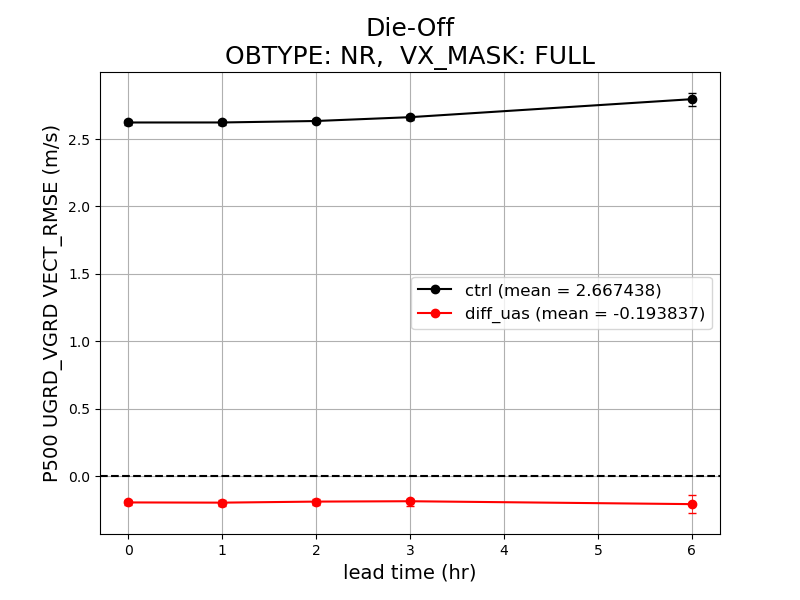 Die-Off
OBTYPE: NR,  VX_MASK: FULL
P500 UGRD_VGRD VECT_RMSE (m/s)
2.5
2.0
1.5
1.0
0.5
0.0
ctrl (mean = 2.667438)
diff_uas (mean = -0.193837)
0 1 2 3 4 5 6
lead time (hr)